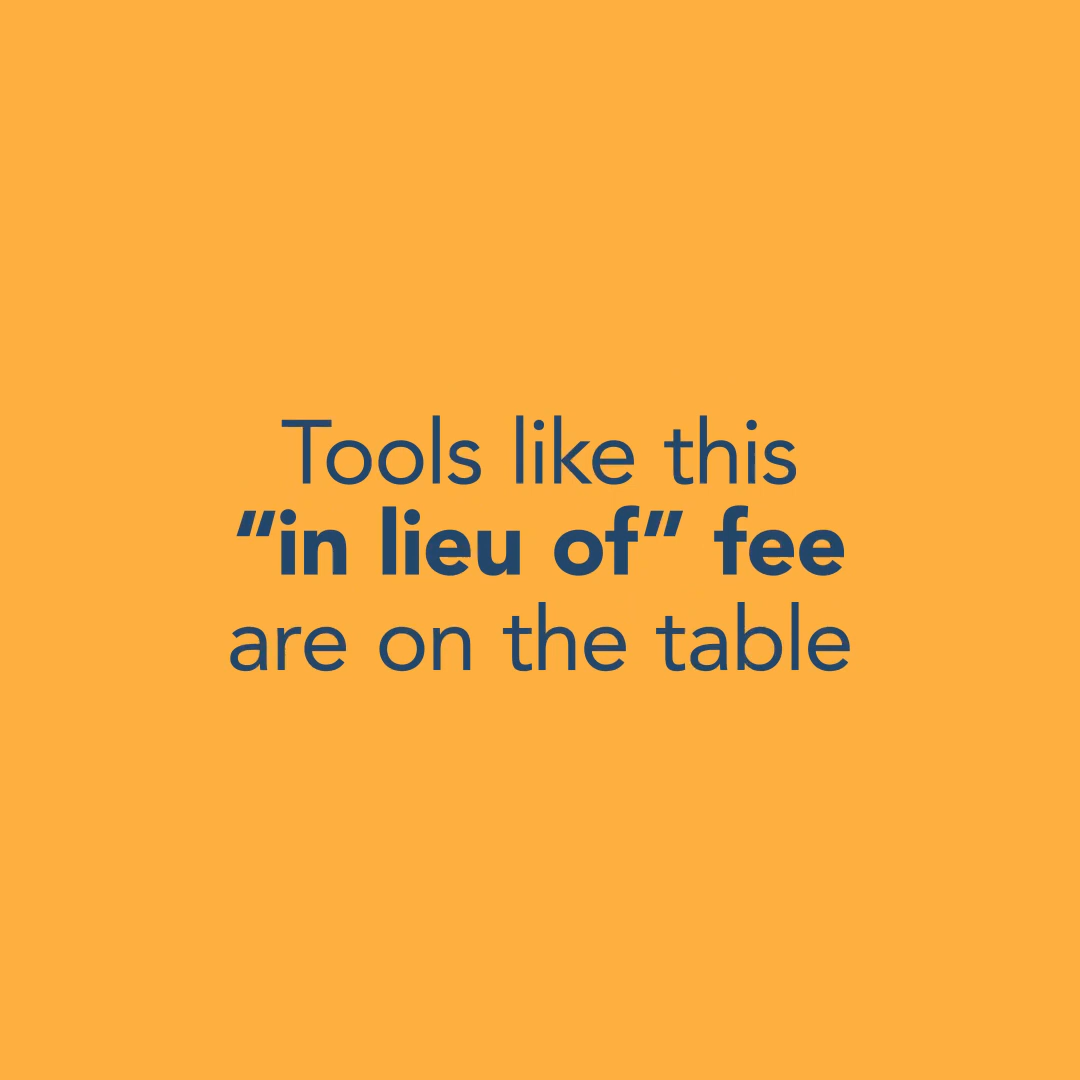 Tools like this
“in lieu of” fee
are on the table